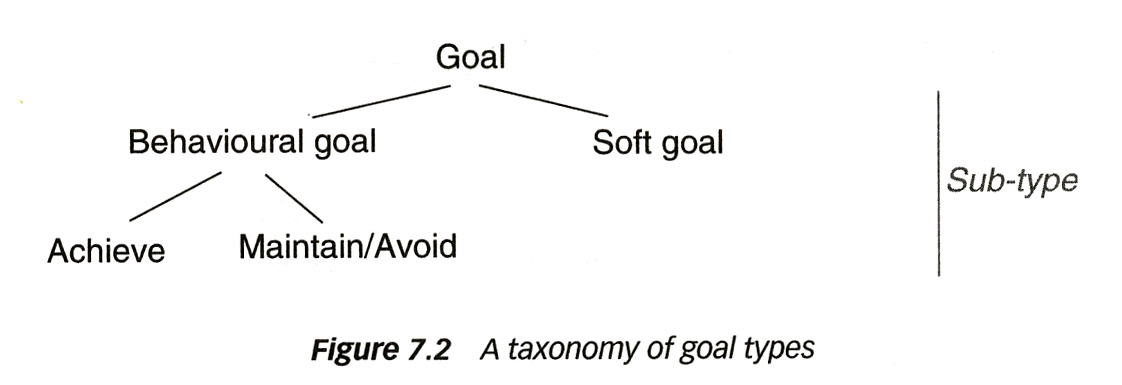 Goal
Behavioural goal Soft goal
Sub-type
Achieve Maintain/Avoid
Figure 7.2 A taxonomy of goal types